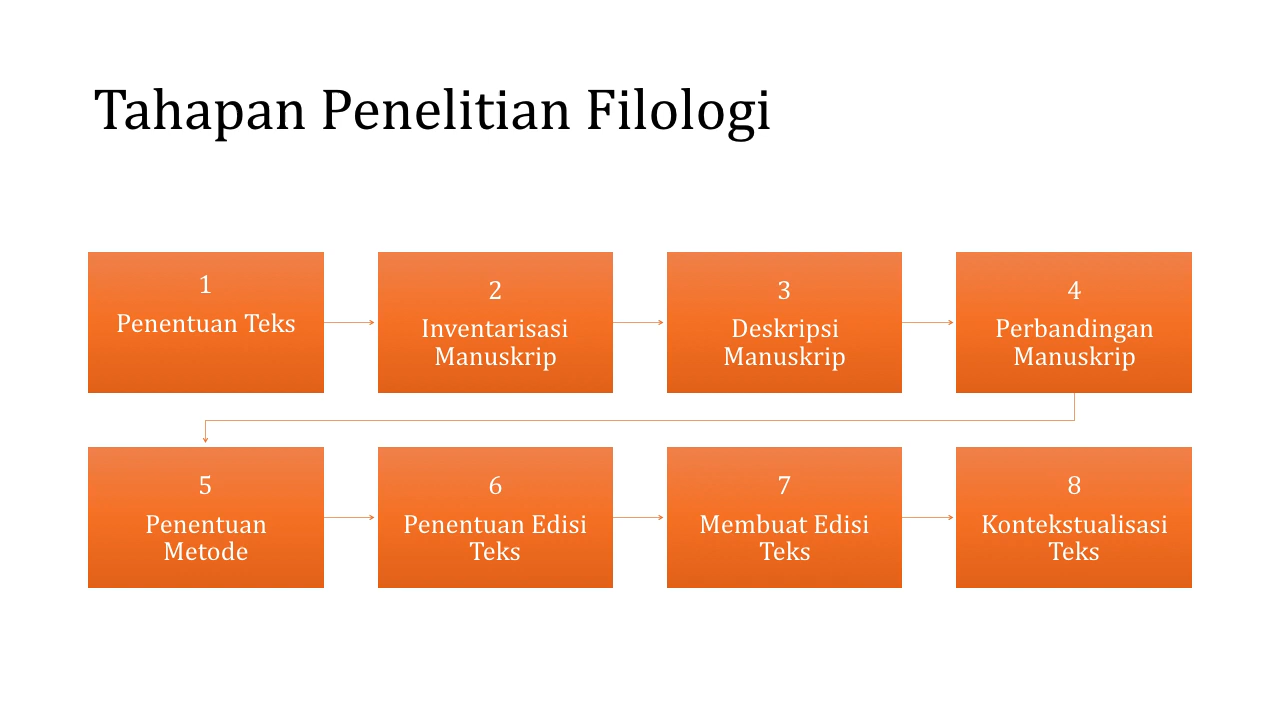 Tahapan Penelitian Filologi
1
Penentuan Teks
2
Inventarisasi
Manuskrip
3
Deskripsi
Manuskrip
4
Perbandingan
Manuskrip
5
Penentuan
Metode
6
Penentuan Edisi
Teks
7
Membuat Edisi
Teks
8
Kontekstualisasi
Teks